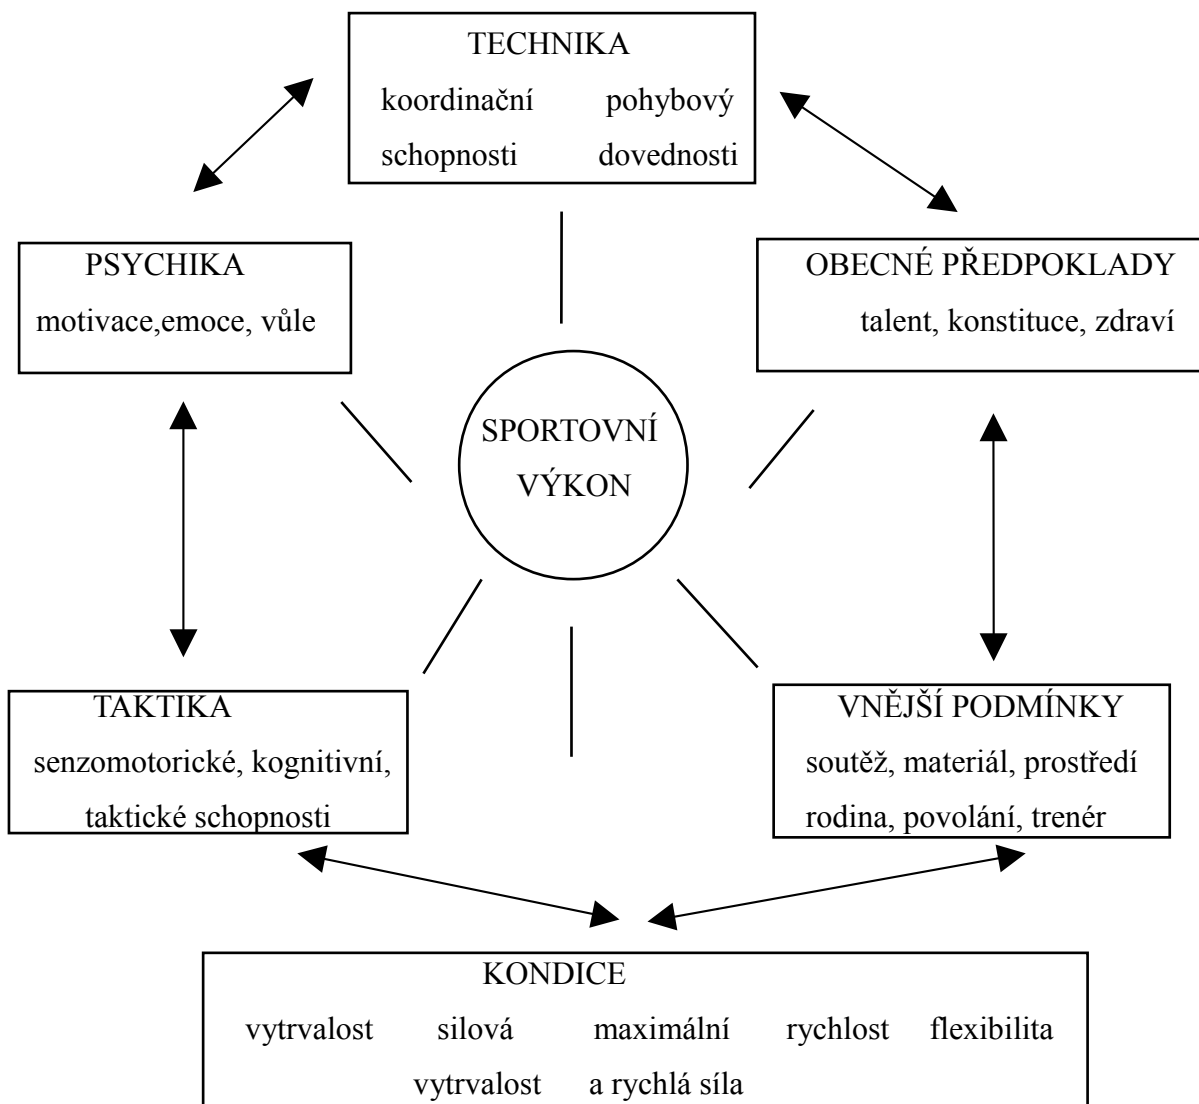 TECHNIKA
koordinační pohybový
schopnosti dovednosti
PSYCHIKA
motivace,emoce, vůle
OBECNÉ PŘEDPOKLADY
talent, konstituce, zdraví
SPORTOVNÍ
VÝKON
TAKTIKA
senzomotorické, kognitivní,
taktické schopnosti
VNĚJŠÍ PODMÍNKY
soutěž, materiál, prostředí
rodina, povolání, trenér
KONDICE
vytrvalost silová maximální rychlost flexibilita
vytrvalost a rychlá síla